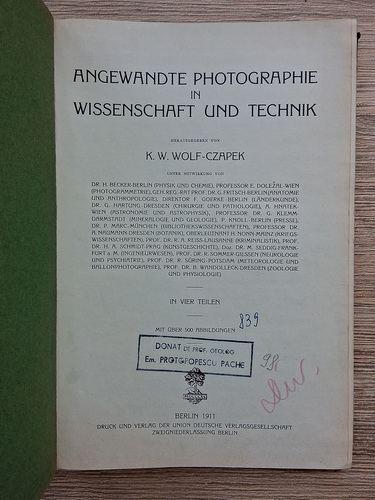 ANGEWANDTE PHOTOGRAPHIE
IN
WISSENSCHAFT UND TECHNIK
HERAUSGEGEBEN VON
K. W. WOLF-CZAPEK
UNTER MITWIRKUNG VON
DR. H. BECKER-BERLIN (PHYSIK UND CHEMIE), PROFESSOR E. DOLEŽAL-WIEN
(PHOTOGRAMMETRIE), GEH. REG.-RAT PROF. DR. G. FRITSCH-BERLIN (ANATOMIE
UND ANTHROPOLOGIE), DIREKTOR F. GOERKE-BERLIN (LÄNDERKUNDE),
DR. G. HARTUNG-DRESDEN (CHIRURGIE UND PATHOLOGIE), A. HNATEK-
WIEN (ASTRONOMIE UND ASTROPHYSIK), PROFESSOR DR. G. KLEMM-
DARMSTADT (MINERALOGIE UND GEOLOGIE), P. KNOLL-BERLIN (PRESSE),
DR. P. MARC-MÜNCHEN (BIBLIOTHEKSWISSENSCHAFTEN), PROFESSOR DR.
A. NAUMANN-DRESDEN (BOTANIK), OBERLEUTNANT H. NONN-MAINZ (KRIEGS-
WISSENSCHAFTEN), PROF. DR. R. A. REISS-LAUSANNE (KRIMINALISTIK), PROF.
DR. H. A. SCHMID-PRAG (KUNSTGESCHICHTE), Doz. DR. M. SEDDIG-FRANK-
FURT a. M. (INGENIEURWESEN), PROF. DR. R. SOMMER-GIESSEN (NEUROLOGIE
UND PSYCHIATRIE), PROF. DR. R. SÜRING-POTSDAM (METEOROLOGIE UND
BALLONPHOTOGRAPHIE), PROF. DR. B. WANDOLLECK-DRESDEN (ZOOLOGIE
UND PHYSIOLOGIE)
IN VIER TEILEN
MIT ÜBER 500 ABBILDUNGEN
839
DONAT DE PROF. GEOLOG
Em. PROTOPOPESCU PACHE
BERLIN 1911
DRUCK UND VERLAG DER UNION DEUTSCHE VERLAGSGESELLSCHAFT
ZWEIGNIEDERLASSUNG BERLIN